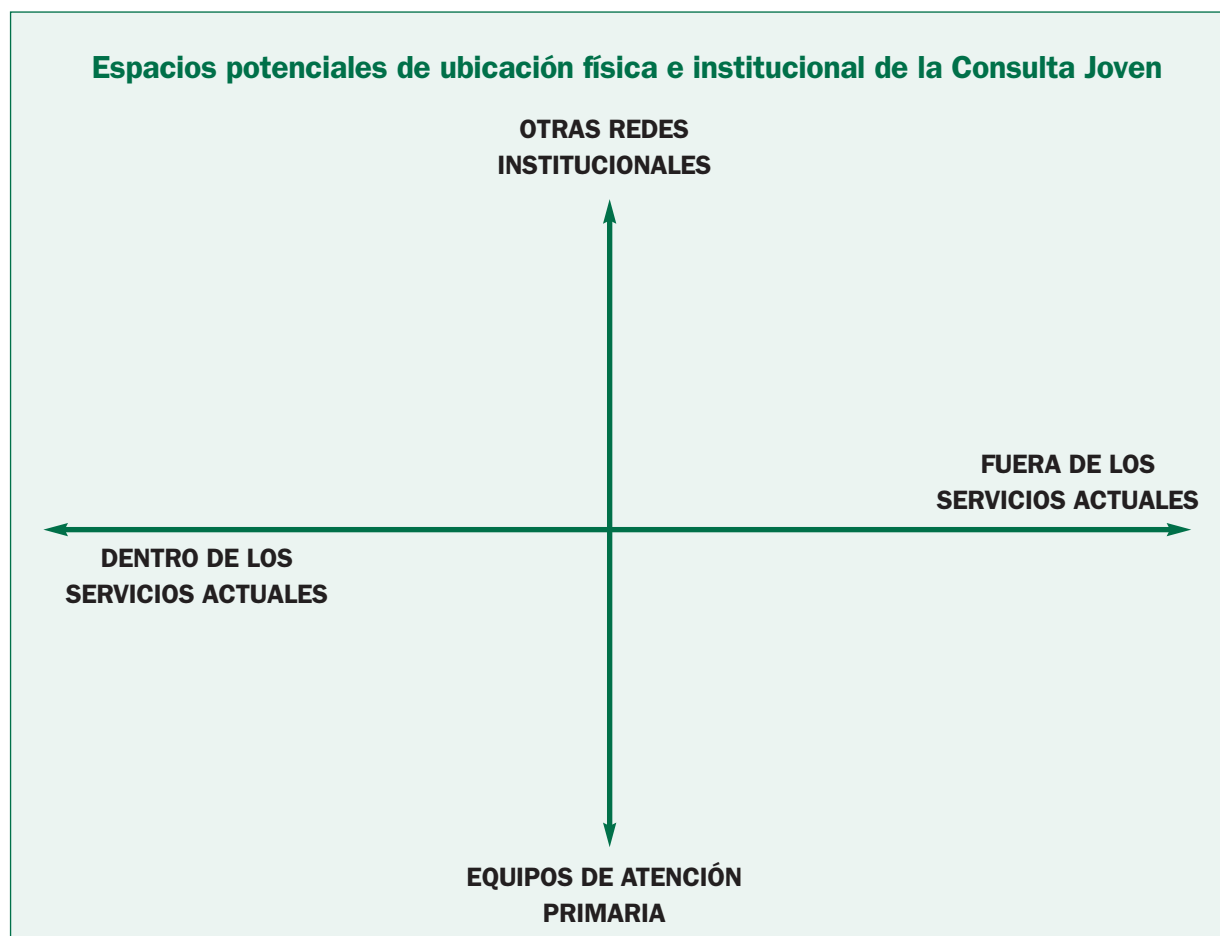 Espacios potenciales de ubicación física e institucional de la Consulta Joven
OTRAS REDES
INSTITUCIONALES
FUERA DE LOS
SERVICIOS ACTUALES
DENTRO DE LOS
SERVICIOS ACTUALES
EQUIPOS DE ATENCIÓN
PRIMARIA